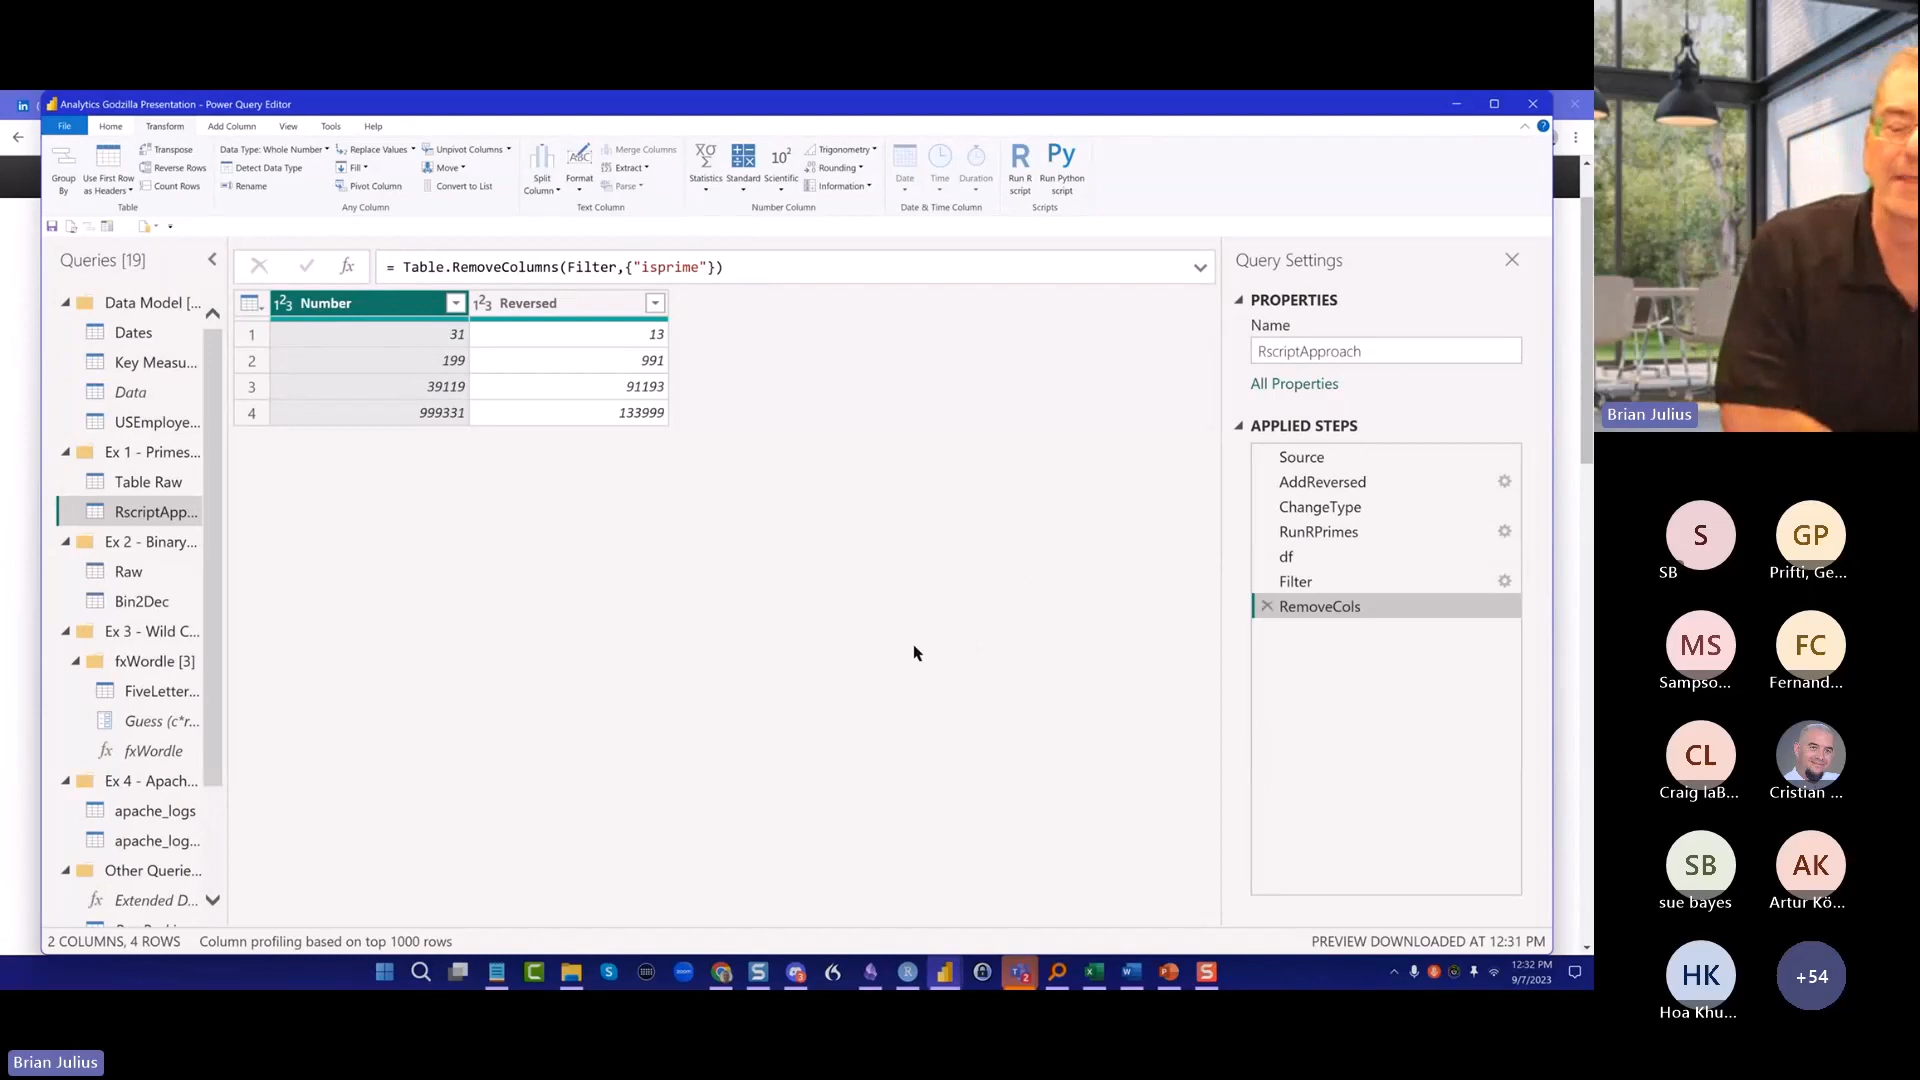 Analytics Godzilla Presentation - Power Query Editor
File Home Transform Add Column View Tools Help
Group By
Use First Row as Headers
Transpose
Reverse Rows
Count Rows
Table
Data Type: Whole Number
Detect Data Type
Rename
Replace Values
Fill
Pivot Column
Unpivot Columns
Move
Convert to List
Any Column
Split Column
Format
ABC
Merge Columns
Extract
Parse
Text Column
Statistics
Standard
10²
Scientific
Trigonometry
Rounding
Information
Number Column
Date
Time
Duration
Date & Time Column
R
Run R script
Py
Run Python script
Scripts
Queries [19]
Data Model [...
Dates
Key Measu...
Data
USEmploye...
Ex 1 - Primes...
Table Raw
RscriptApp...
Ex 2 - Binary...
Raw
Bin2Dec
Ex 3 - Wild C...
fxWordle [3]
FiveLetter...
Guess (c*r...
fx fxWordle
Ex 4 - Apach...
apache_logs
apache_log...
Other Querie...
fx Extended D...
fx = Table.RemoveColumns(Filter,{"isprime"})
1²3 Number 1²3 Reversed
1 31 13
2 199 991
3 39119 91193
4 999331 133999
Query Settings
PROPERTIES
Name
RscriptApproach
All Properties
APPLIED STEPS
Source
AddReversed
ChangeType
RunRPrimes
df
Filter
RemoveCols
2 COLUMNS, 4 ROWS Column profiling based on top 1000 rows
PREVIEW DOWNLOADED AT 12:31 PM
12:32 PM
9/7/2023
Brian Julius
S
SB
GP
Prifti, Ge...
MS
Sampso...
FC
Fernand...
CL
Craig laB...
Cristian ...
SB
sue bayes
AK
Artur Kö...
HK
Hoa Khu...
+54
Brian Julius